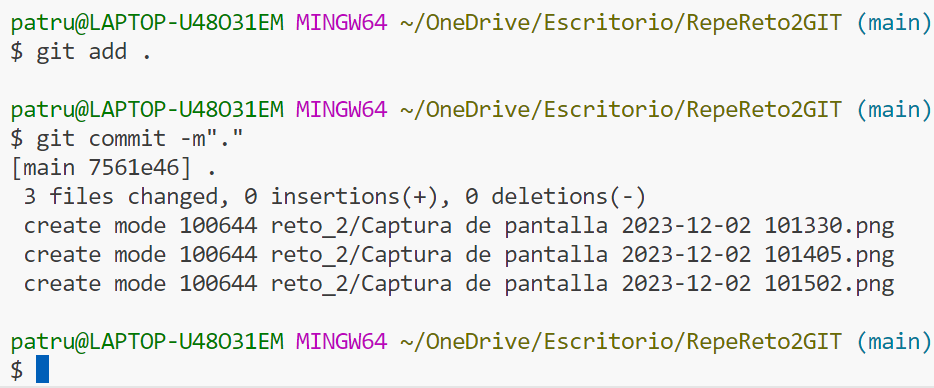 patru@LAPTOP-U48O31EM MINGW64 ~/OneDrive/Escritorio/RepeReto2GIT (main)
$ git add .
patru@LAPTOP-U48O31EM MINGW64 ~/OneDrive/Escritorio/RepeReto2GIT (main)
$ git commit -m"."
[main 7561e46] .
 3 files changed, 0 insertions(+), 0 deletions(-)
 create mode 100644 reto_2/Captura de pantalla 2023-12-02 101330.png
 create mode 100644 reto_2/Captura de pantalla 2023-12-02 101405.png
 create mode 100644 reto_2/Captura de pantalla 2023-12-02 101502.png
patru@LAPTOP-U48O31EM MINGW64 ~/OneDrive/Escritorio/RepeReto2GIT (main)
$